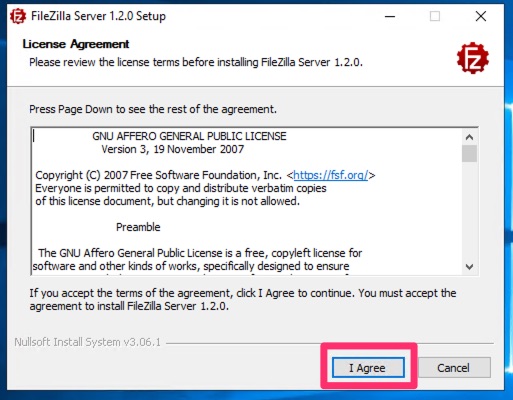 FileZilla Server 1.2.0 Setup
License Agreement
Please review the license terms before installing FileZilla Server 1.2.0.
Press Page Down to see the rest of the agreement.
GNU AFFERO GENERAL PUBLIC LICENSE
Version 3, 19 November 2007
Copyright (C) 2007 Free Software Foundation, Inc. <https://fsf.org/>
Everyone is permitted to copy and distribute verbatim copies
of this license document, but changing it is not allowed.
Preamble
The GNU Affero General Public License is a free, copyleft license for
software and other kinds of works, specifically designed to ensure
If you accept the terms of the agreement, click I Agree to continue. You must accept the
agreement to install FileZilla Server 1.2.0.
Nullsoft Install System v3.06.1
I Agree
Cancel